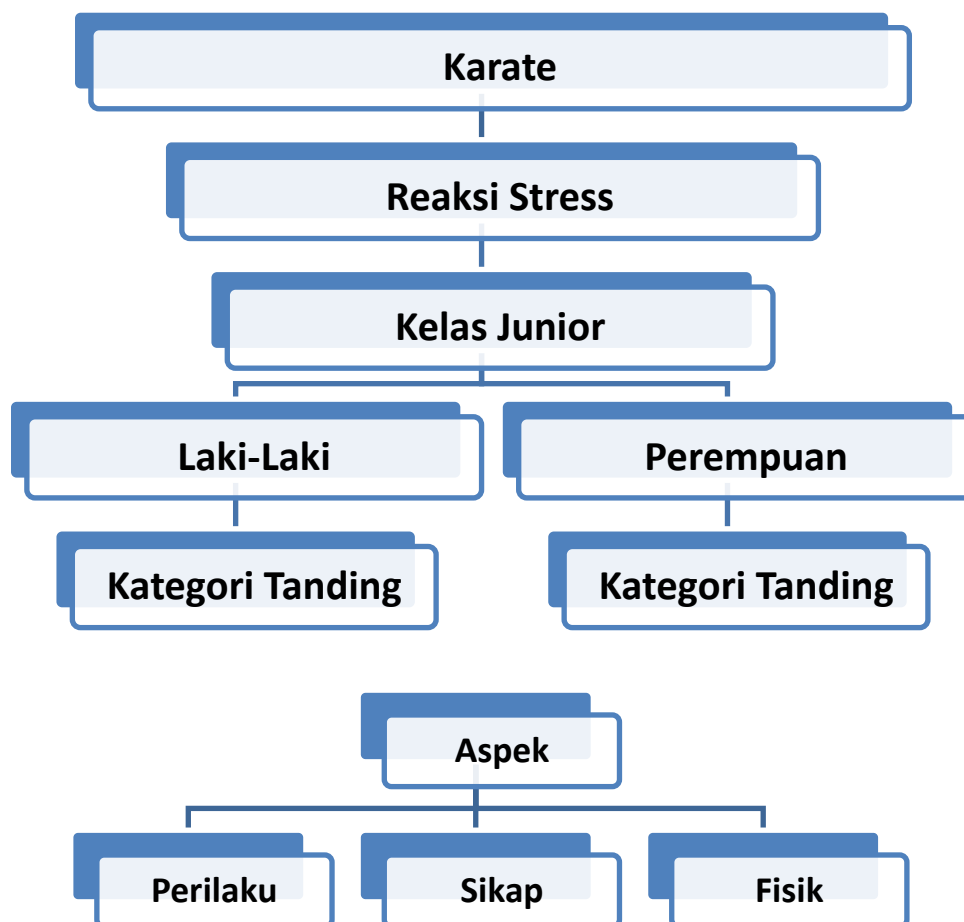 Karate
Reaksi Stress
Kelas Junior
Laki-Laki
Perempuan
Kategori Tanding
Kategori Tanding
Aspek
Perilaku
Sikap
Fisik